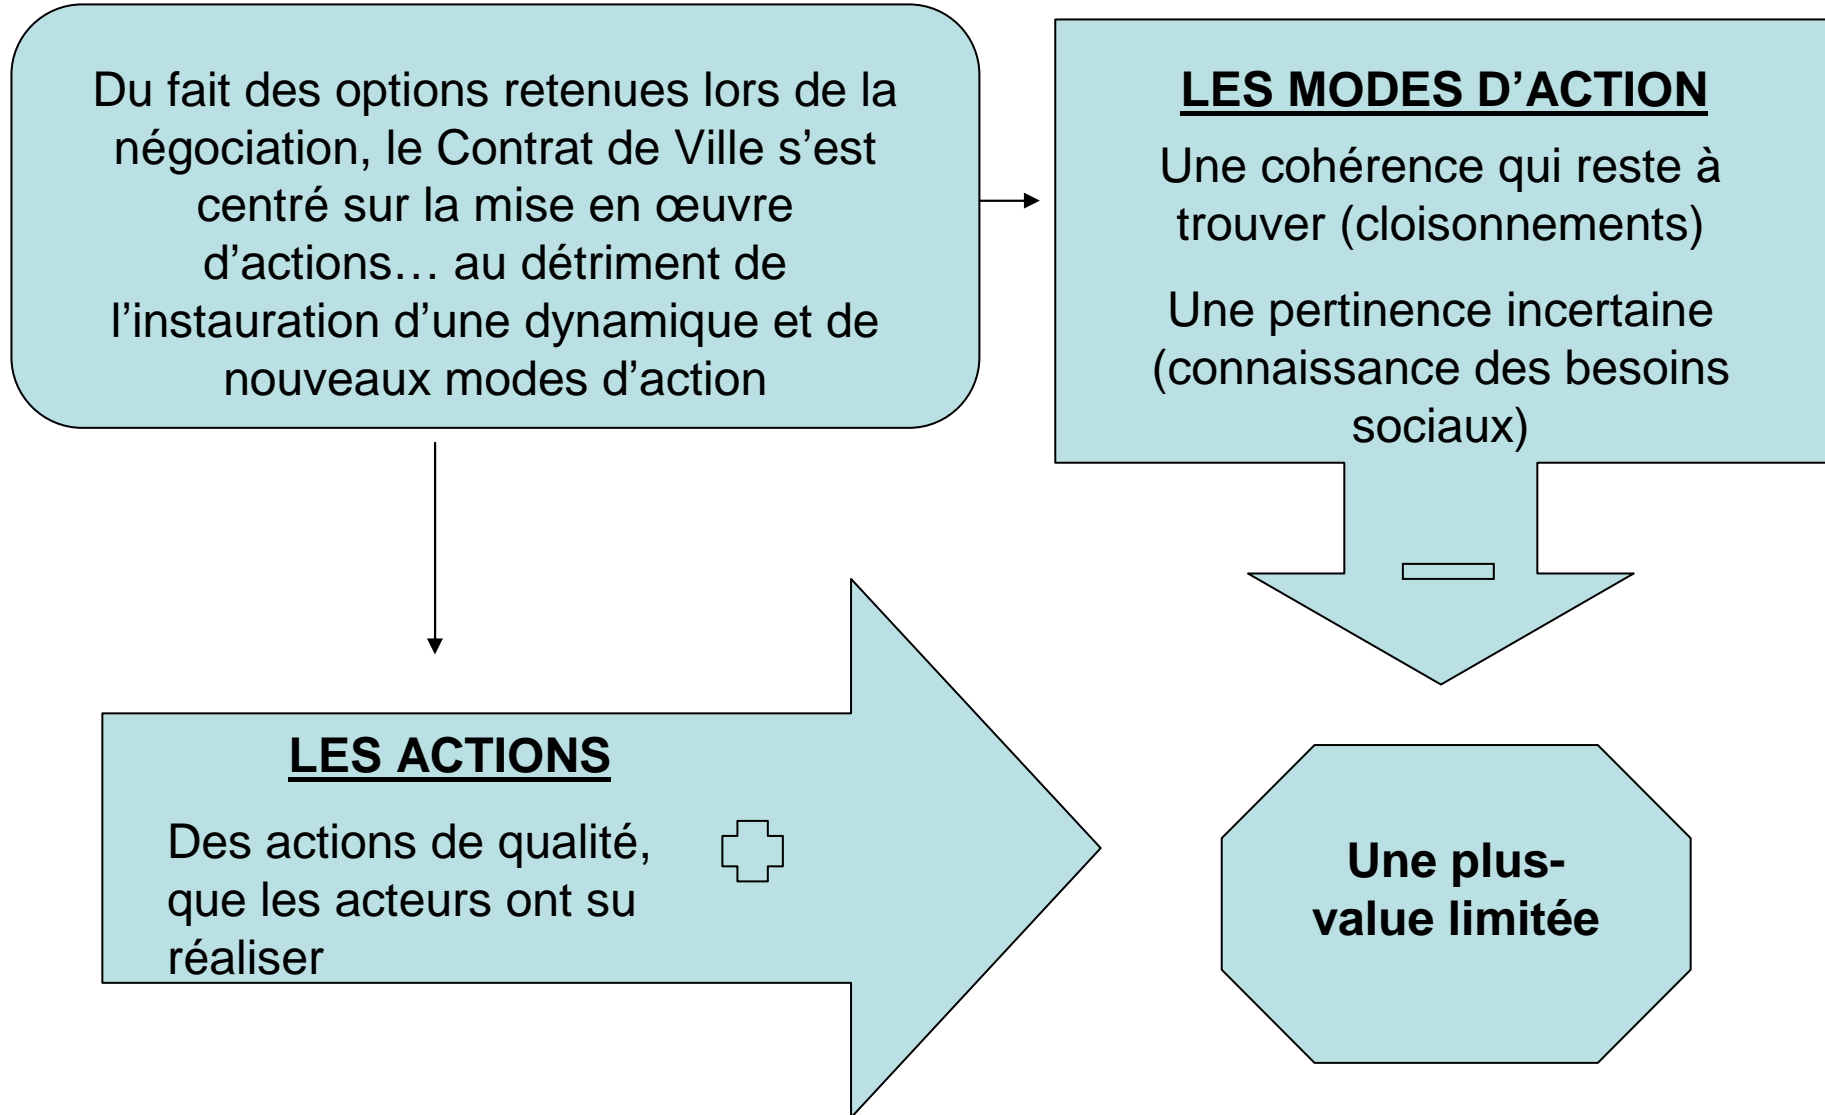 Du fait des options retenues lors de la
négociation, le Contrat de Ville s’est
centré sur la mise en œuvre
d’actions… au détriment de
l’instauration d’une dynamique et de
nouveaux modes d’action
LES MODES D’ACTION
Une cohérence qui reste à
trouver (cloisonnements)
Une pertinence incertaine
(connaissance des besoins
sociaux)
LES ACTIONS
Des actions de qualité,
que les acteurs ont su
réaliser
Une plus-
value limitée